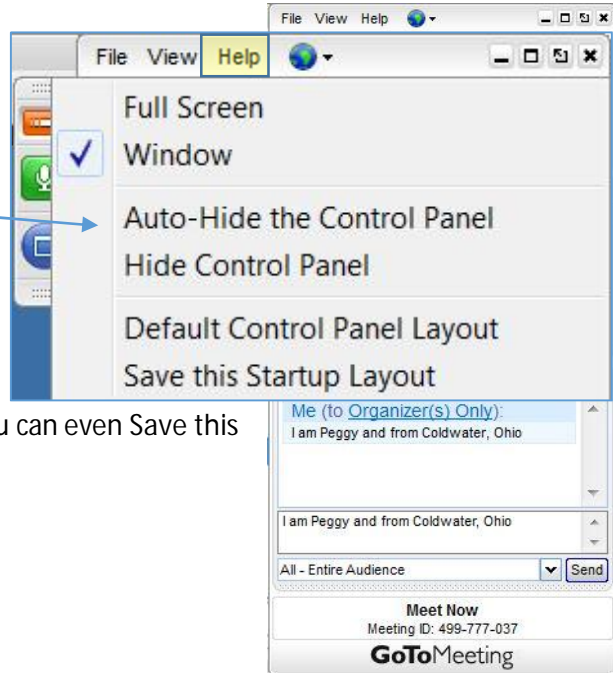 File View Help
File View Help
Full Screen
Window
Auto-Hide the Control Panel
Hide Control Panel
Default Control Panel Layout
Save this Startup Layout
can even Save this
Me (to Organizer(s) Only):
I am Peggy and from Coldwater, Ohio
I am Peggy and from Coldwater, Ohio
All - Entire Audience Send
Meet Now
Meeting ID: 499-777-037
GoToMeeting